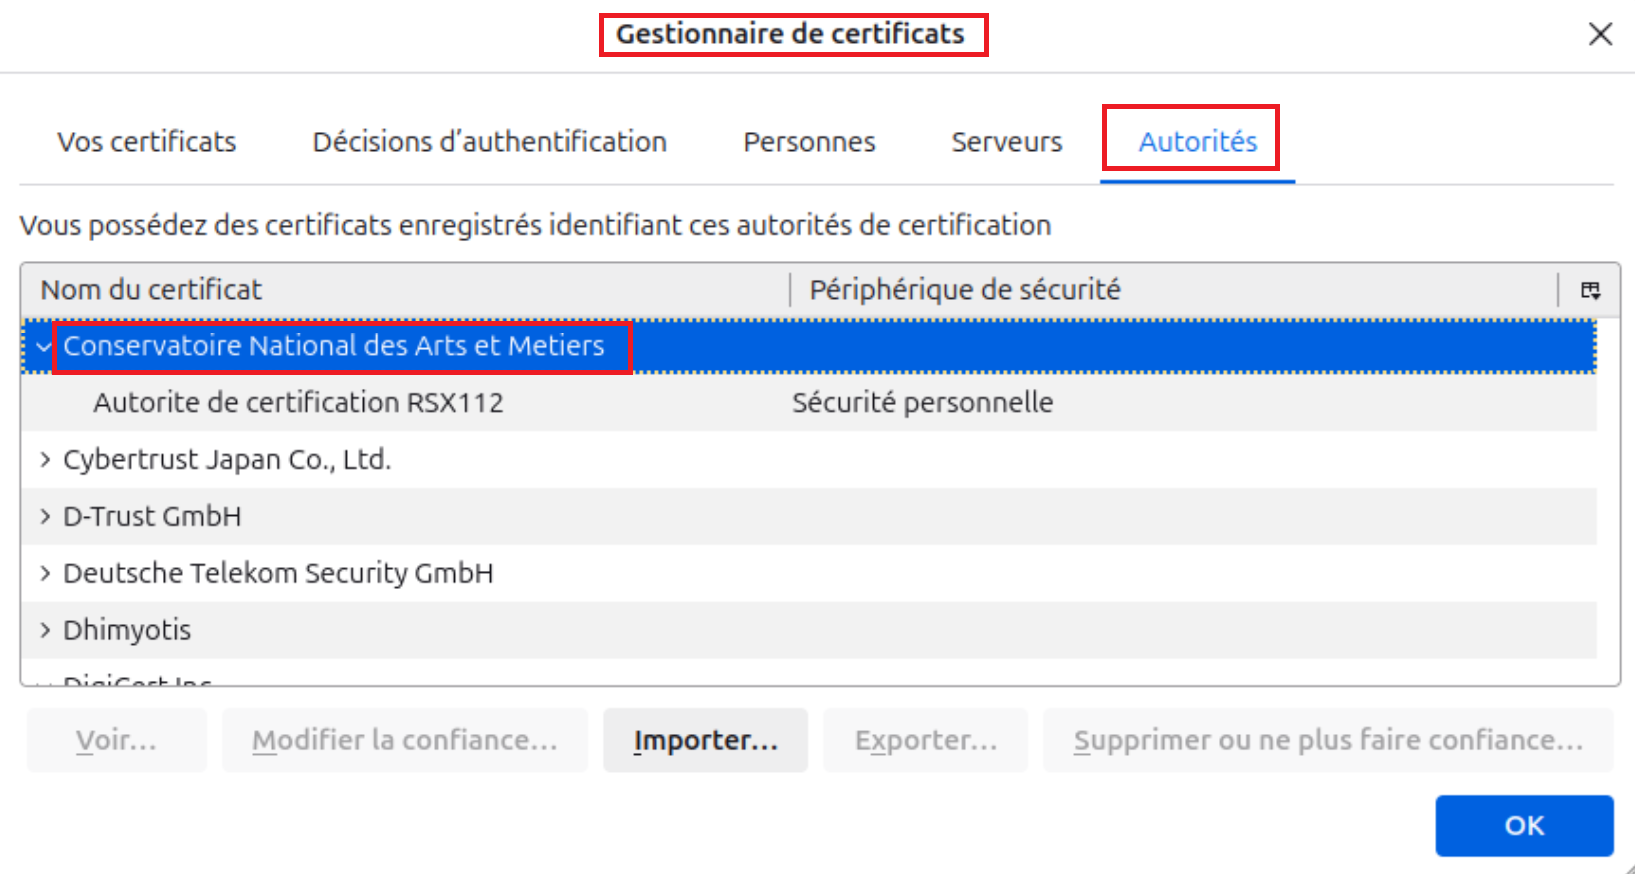 Gestionnaire de certificats
Vos certificats Décisions d’authentification Personnes Serveurs Autorités
Vous possédez des certificats enregistrés identifiant ces autorités de certification
Nom du certificat Périphérique de sécurité
Conservatoire National des Arts et Metiers
Autorite de certification RSX112 Sécurité personnelle
Cybertrust Japan Co., Ltd.
D-Trust GmbH
Deutsche Telekom Security GmbH
Dhimyotis
DigiCert Inc
Voir… Modifier la confiance… Importer… Exporter… Supprimer ou ne plus faire confiance…
OK